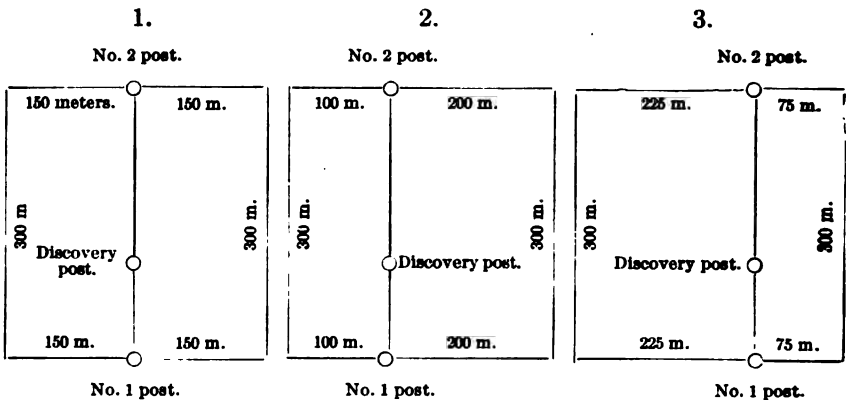 1.
2.
3.
No. 2 post.
No. 2 post.
No. 2 post.
150 meters.
150 m.
100 m.
200 m.
225 m.
75 m.
300 m
300 m.
300 m.
300 m.
300 m.
300 m.
Discovery
post.
Discovery post.
Discovery post.
150 m.
150 m.
100 m.
200 m.
225 m.
75 m.
No. 1 post.
No. 1 post.
No. 1 post.